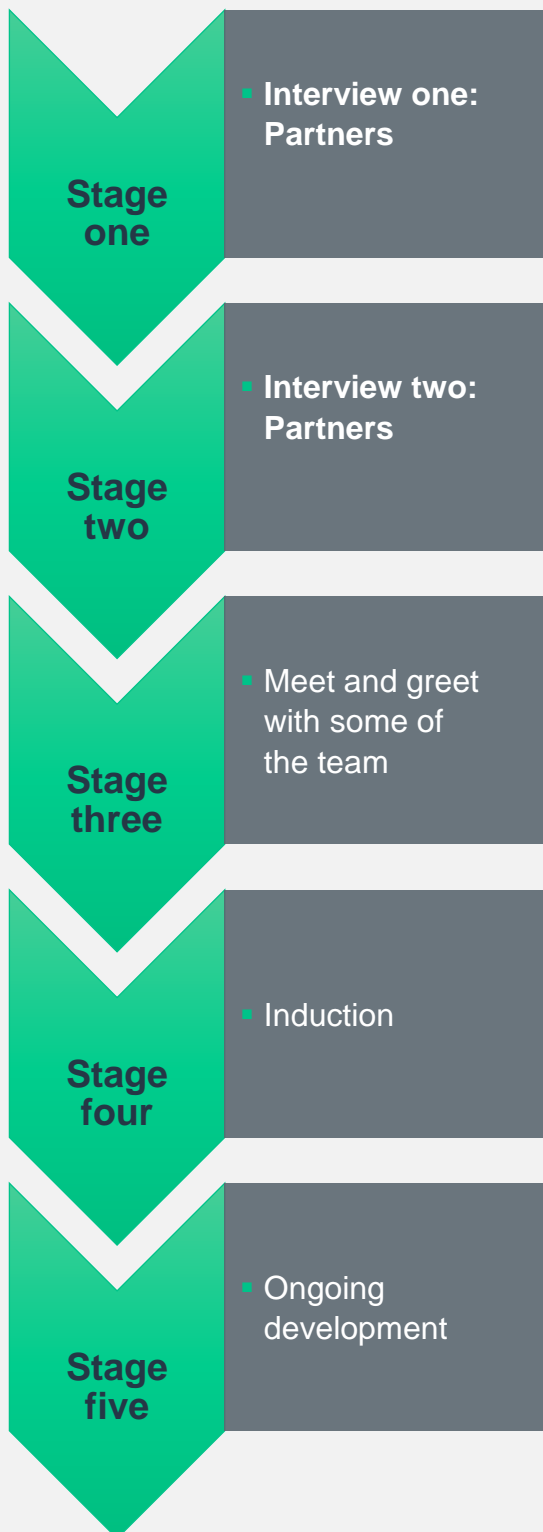 Stage
one
▪ Interview one:
Partners
Stage
two
▪ Interview two:
Partners
Stage
three
▪ Meet and greet
with some of
the team
Stage
four
▪ Induction
Stage
five
▪ Ongoing
development